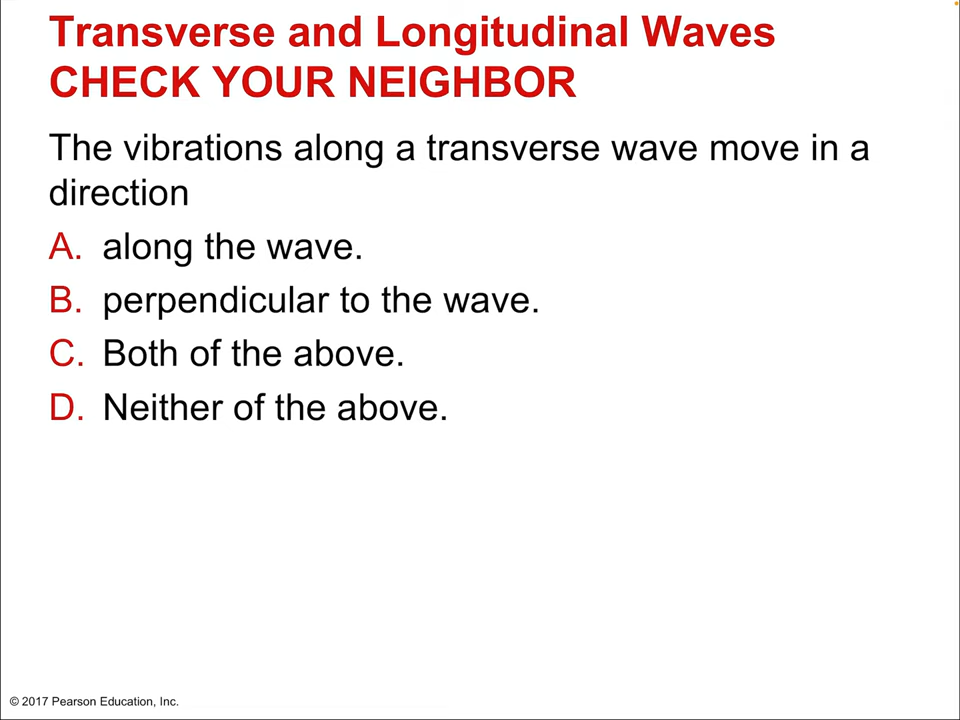 Transverse and Longitudinal Waves
CHECK YOUR NEIGHBOR
The vibrations along a transverse wave move in a
direction
A. along the wave.
B. perpendicular to the wave.
C. Both of the above.
D. Neither of the above.
© 2017 Pearson Education, Inc.